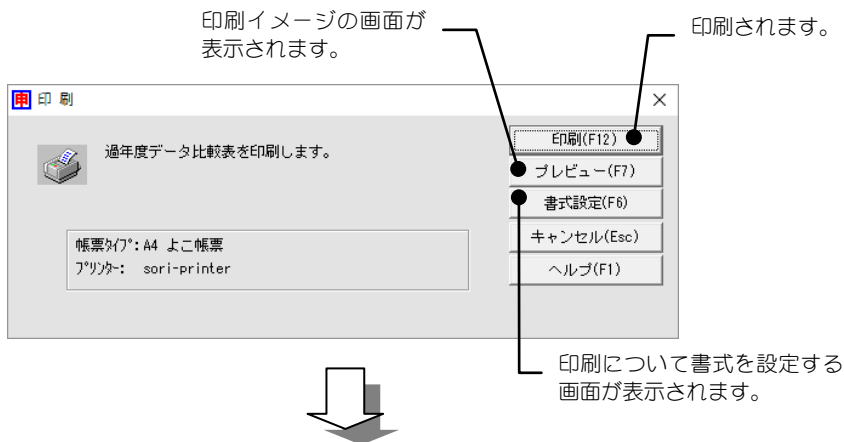 印刷イメージの画面が
表示されます。
印刷されます。
申 印 刷
過年度データ比較表を印刷します。
印刷(F12)
プレビュー(F7)
書式設定(F6)
キャンセル(Esc)
ヘルプ(F1)
帳票ﾀｲﾌﾟ: A4 よこ帳票
ﾌﾟﾘﾝﾀｰ: sori-printer
印刷について書式を設定する
画面が表示されます。